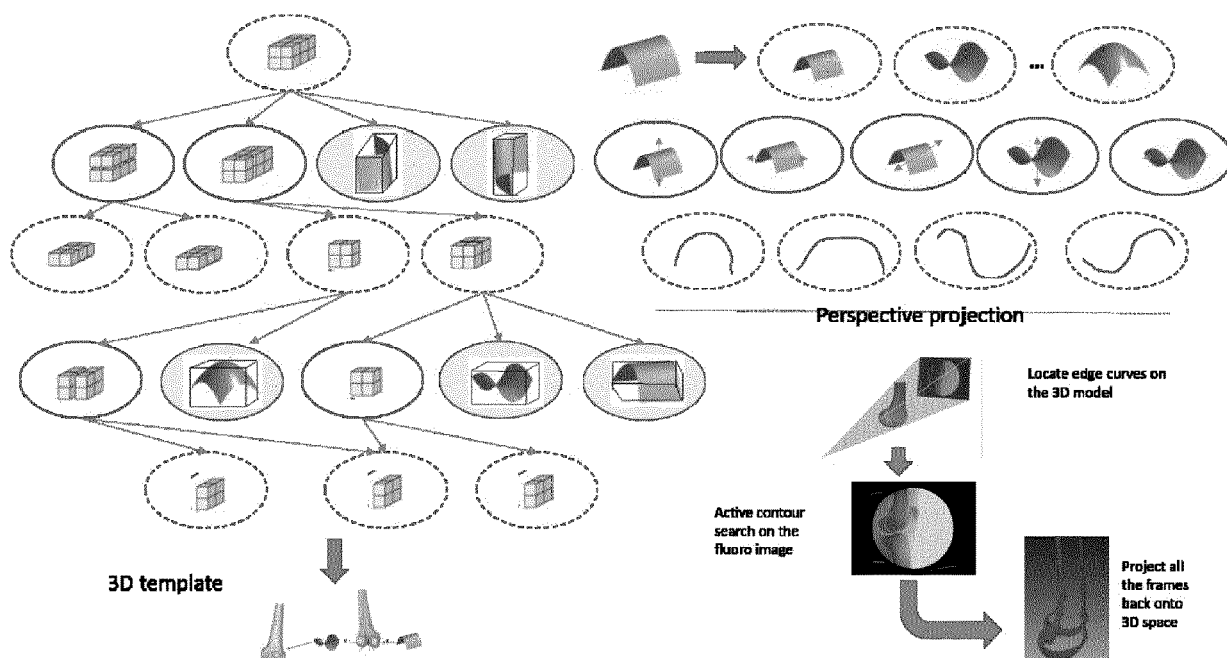 ...
Perspective projection
Locate edge curves on
the 3D model
Active contour
search on the
fluoro image
3D template
Project all
the frames
back onto
3D space